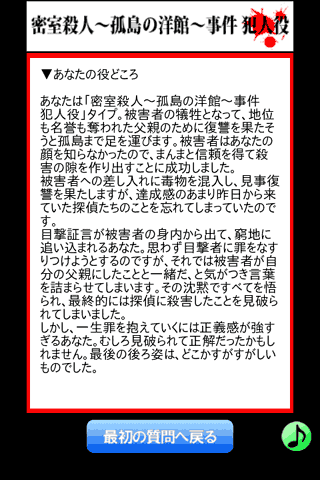 密室殺人～孤島の洋館～事件 犯人役
▼あなたの役どころ
あなたは「密室殺人～孤島の洋館～事件
犯人役」タイプ。被害者の犠牲となって、地位
も名誉も奪われた父親のために復讐を果たそ
うと孤島まで足を運びます。被害者はあなたの
顔を知らなかったので、まんまと信頼を得て殺
害の隙を作り出すことに成功しました。
被害者への差し入れに毒物を混入し、見事復
讐を果たしますが、達成感のあまり昨日から来
ていた探偵たちのことを忘れてしまっていたので
す。
目撃証言が被害者の身内から出て、窮地に
追い込まれるあなた。思わず目撃者に罪をなす
りつけようとするのですが、それでは被害者が自
分の父親にしたことと一緒だ、と気がつき言葉
を詰まらせてしまいます。その沈黙ですべてを悟
られ、最終的には探偵に殺害したことを見破ら
れてしまいました。
しかし、一生罪を抱えていくには正義感が強す
ぎるあなた。むしろ見破られて正解だったかもし
れません。最後の後ろ姿は、どこかすがすがしい
ものでした。
最初の質問へ戻る